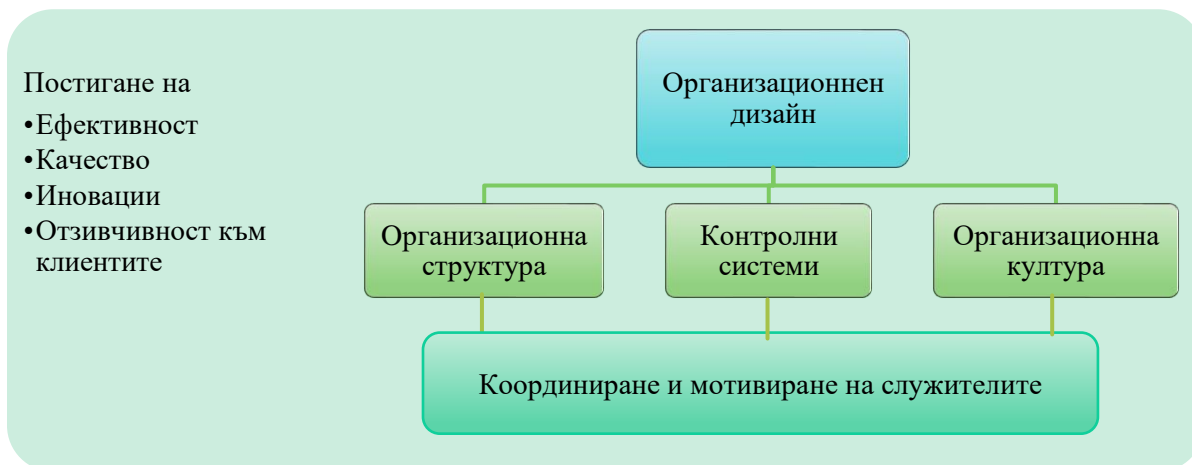 Постигане на
•Ефективност
•Качество
•Иновации
•Отзивчивност към
клиентите
Организационнен
дизайн
Организационна
структура
Контролни
системи
Организационна
култура
Координиране и мотивиране на служителите